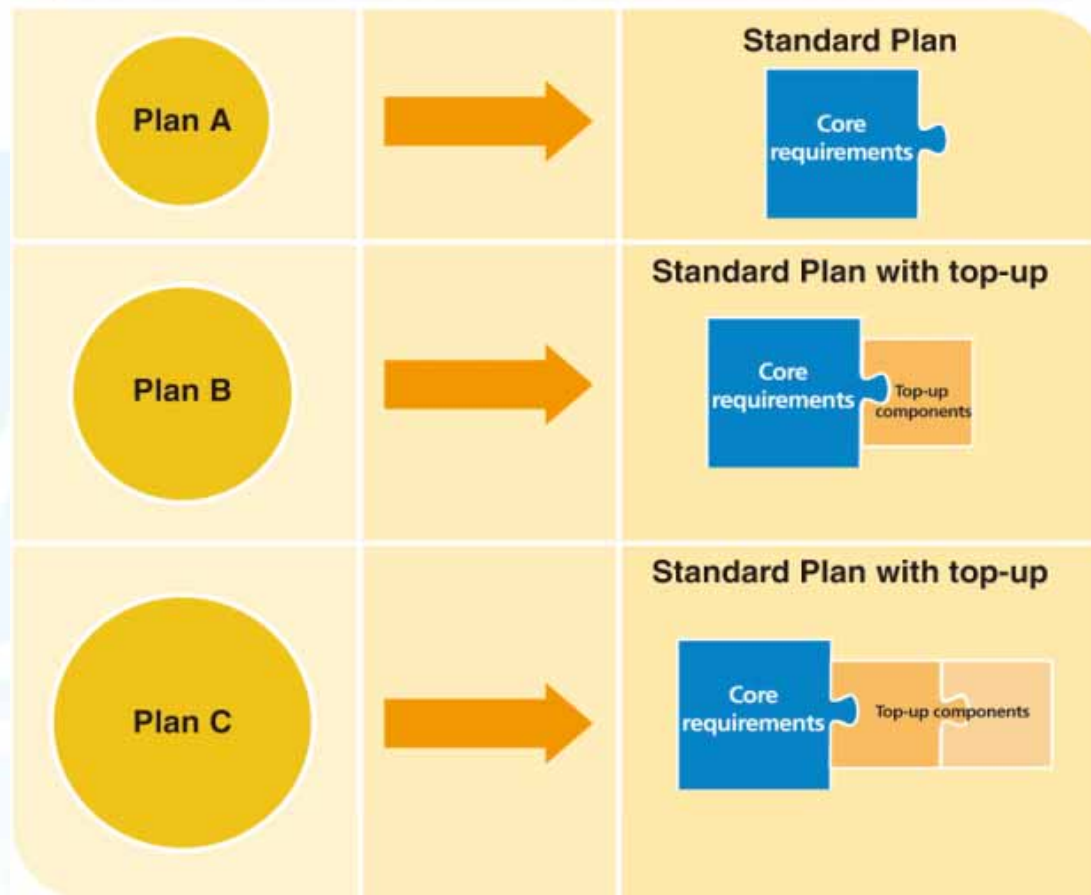 Plan A
Standard Plan
Core
requirements
Plan B
Standard Plan with top-up
Core
requirements
Top-up
components
Plan C
Standard Plan with top-up
Core
requirements
Top-up components